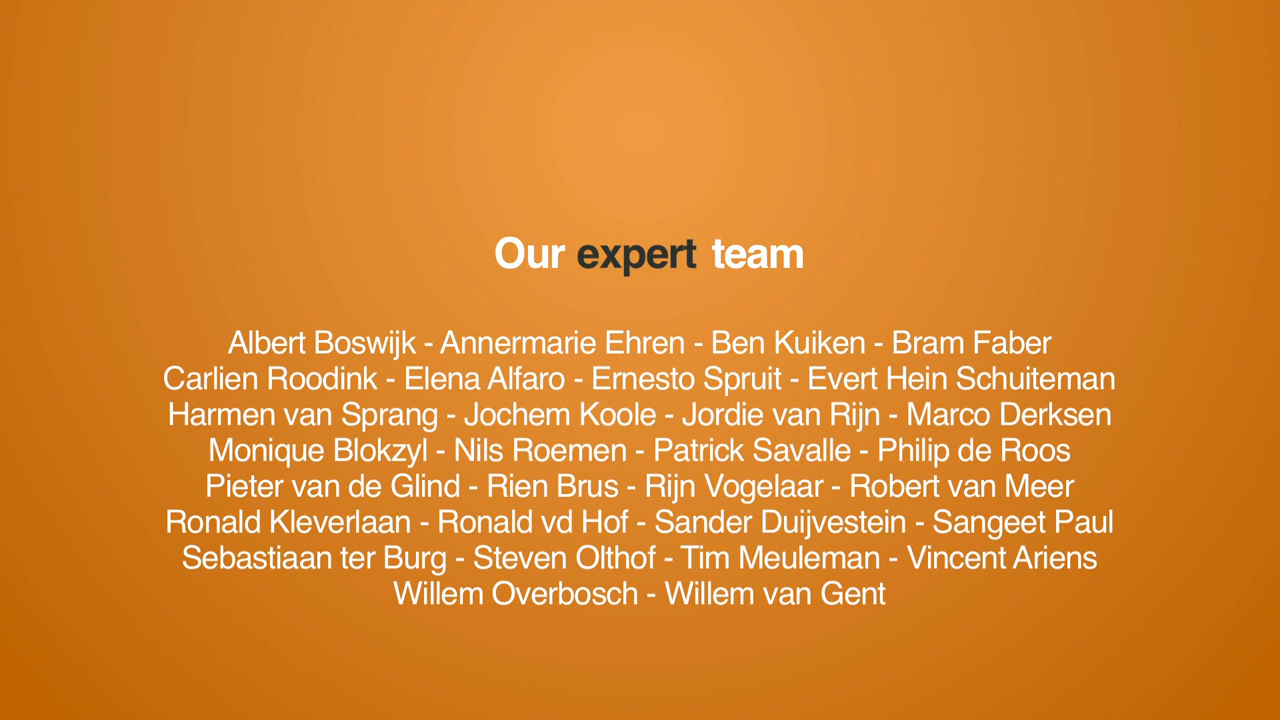 Our expert team
Albert Boswijk - Annermarie Ehren - Ben Kuiken - Bram Faber
Carlien Roodink - Elena Alfaro - Ernesto Spruit - Evert Hein Schuiteman
Harmen van Sprang - Jochem Koole - Jordie van Rijn - Marco Derksen
Monique Blokzyl - Nils Roemen - Patrick Savalle - Philip de Roos
Pieter van de Glind - Rien Brus - Rijn Vogelaar - Robert van Meer
Ronald Kleverlaan - Ronald vd Hof - Sander Duijvestein - Sangeet Paul
Sebastiaan ter Burg - Steven Olthof - Tim Meuleman - Vincent Ariens
Willem Overbosch - Willem van Gent